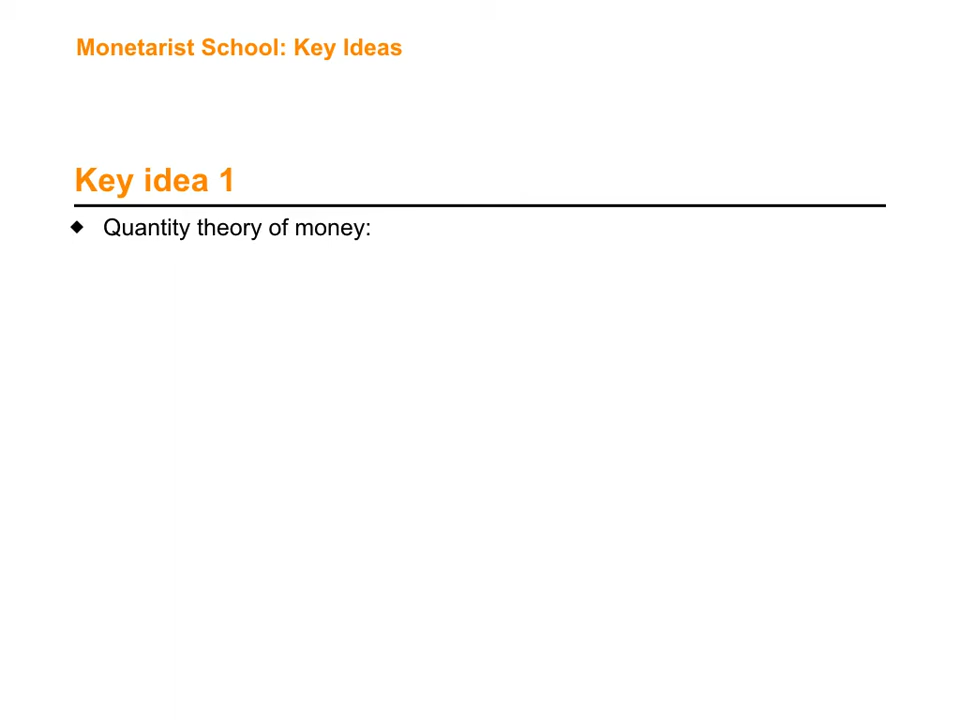 Monetarist School: Key Ideas
Key idea 1
◆ Quantity theory of money: